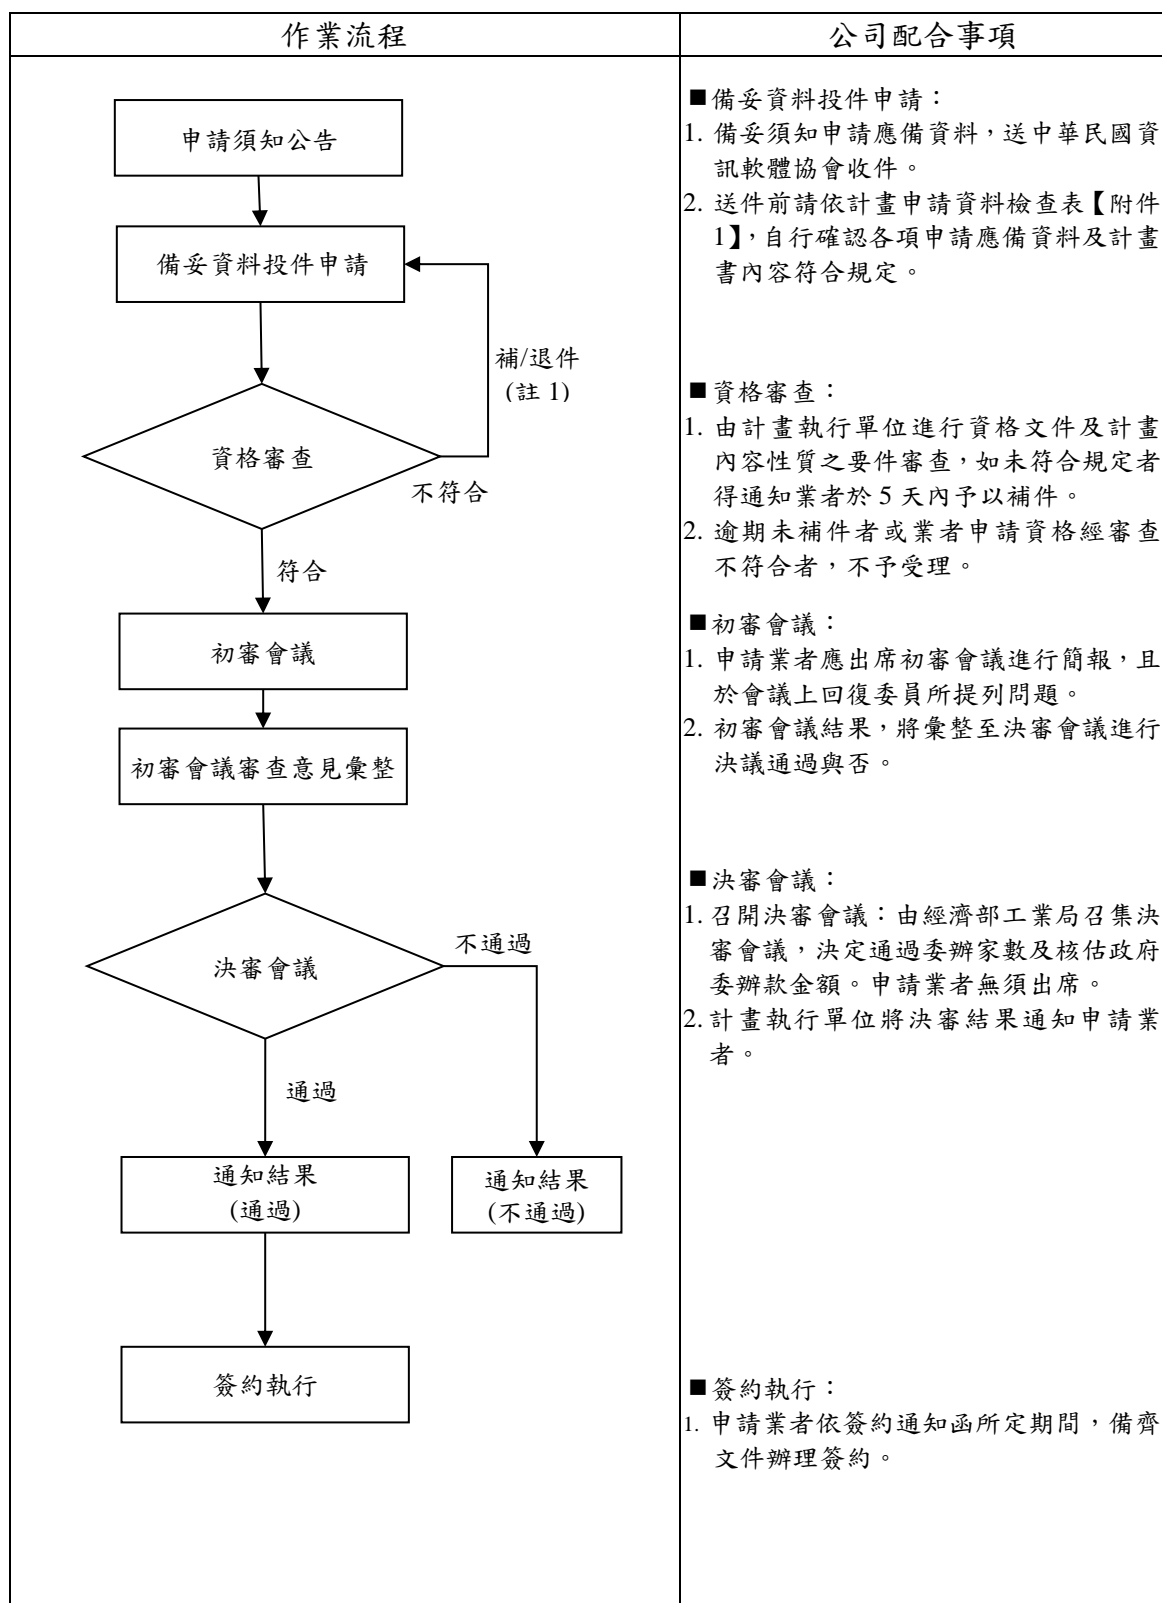 作業流程
公司配合事項
申請須知公告
備妥資料投件申請
補/退件
(註 1)
資格審查
不符合
符合
初審會議
初審會議審查意見彙整
決審會議
不通過
通過
通知結果
(通過)
通知結果
(不通過)
簽約執行
■備妥資料投件申請：
1. 備妥須知申請應備資料，送中華民國資
訊軟體協會收件。
2. 送件前請依計畫申請資料檢查表【附件
1】，自行確認各項申請應備資料及計畫
書內容符合規定。
■資格審查：
1. 由計畫執行單位進行資格文件及計畫
內容性質之要件審查，如未符合規定者
得通知業者於 5 天內予以補件。
2. 逾期未補件者或業者申請資格經審查
不符合者，不予受理。
■初審會議：
1. 申請業者應出席初審會議進行簡報，且
於會議上回復委員所提列問題。
2. 初審會議結果，將彙整至決審會議進行
決議通過與否。
■決審會議：
1. 召開決審會議：由經濟部工業局召集決
審會議，決定通過委辦家數及核估政府
委辦款金額。申請業者無須出席。
2. 計畫執行單位將決審結果通知申請業
者。
■簽約執行：
1. 申請業者依簽約通知函所定期間，備齊
文件辦理簽約。